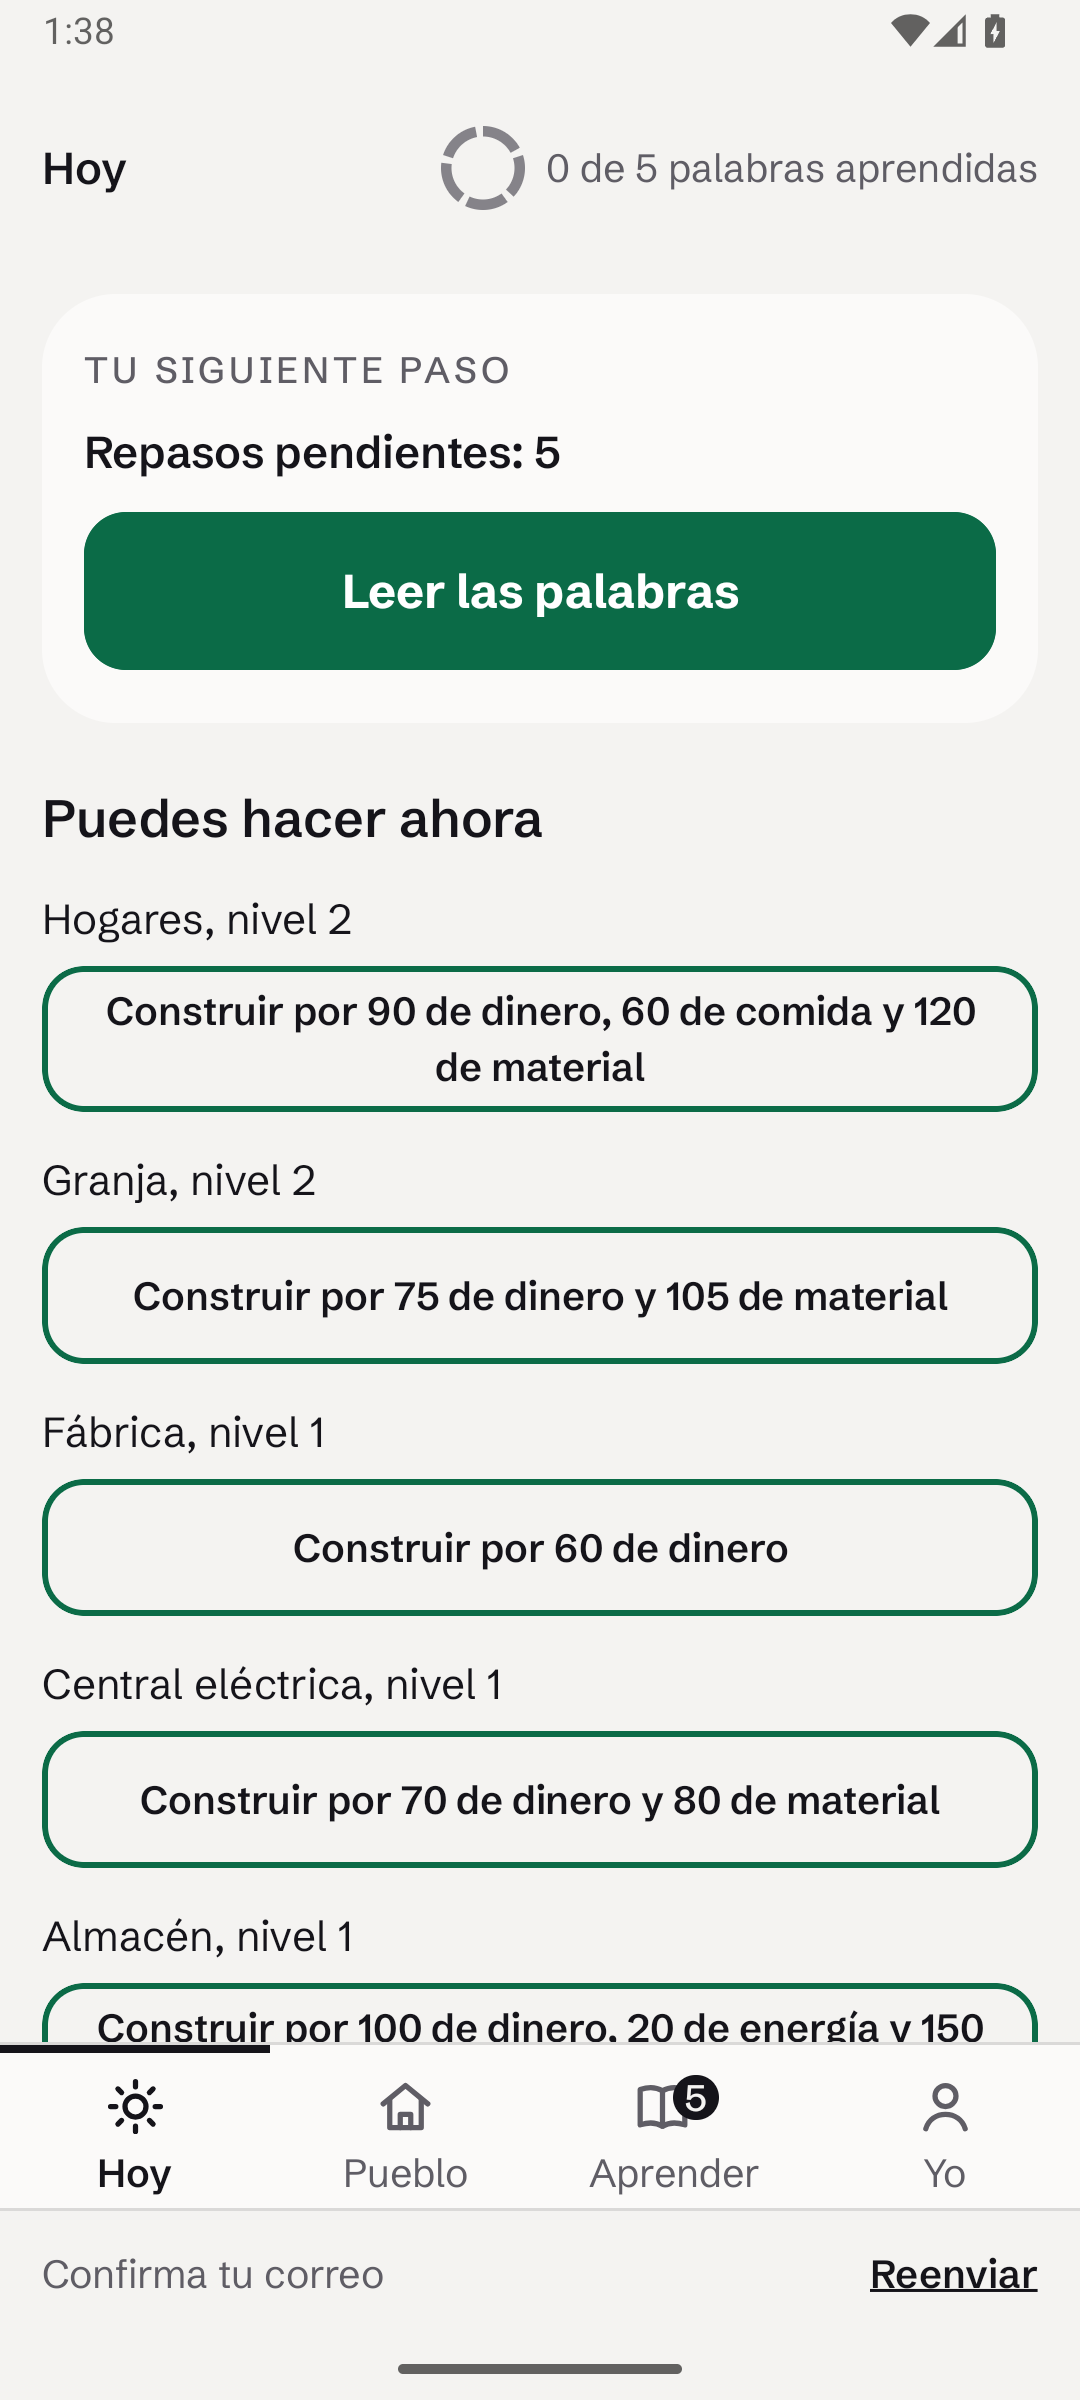 1:38
Hoy
0 de 5 palabras aprendidas
TU SIGUIENTE PASO
Repasos pendientes: 5
Leer las palabras
Puedes hacer ahora
Hogares, nivel 2
Construir por 90 de dinero, 60 de comida y 120
de material
Granja, nivel 2
Construir por 75 de dinero y 105 de material
Fábrica, nivel 1
Construir por 60 de dinero
Central eléctrica, nivel 1
Construir por 70 de dinero y 80 de material
Almacén, nivel 1
Construir por 100 de dinero, 20 de energía y 150
5
Hoy
Pueblo
Aprender
Yo
Confirma tu correo
Reenviar